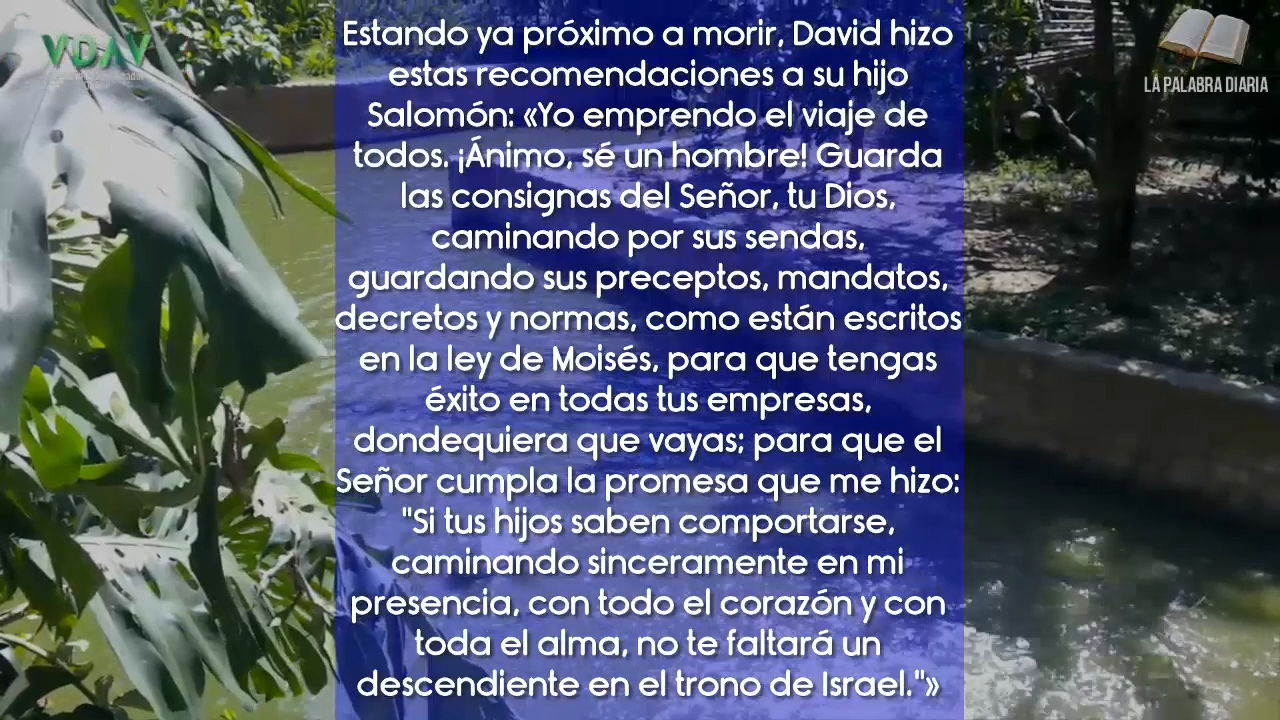 VDAV
LA PALABRA DIARIA
Estando ya próximo a morir, David hizo
estas recomendaciones a su hijo
Salomón: «Yo emprendo el viaje de
todos. ¡Ánimo, sé un hombre! Guarda
las consignas del Señor, tu Dios,
caminando por sus sendas,
guardando sus preceptos, mandatos,
decretos y normas, como están escritos
en la ley de Moisés, para que tengas
éxito en todas tus empresas,
dondequiera que vayas; para que el
Señor cumpla la promesa que me hizo:
"Si tus hijos saben comportarse,
caminando sinceramente en mi
presencia, con todo el corazón y con
toda el alma, no te faltará un
descendiente en el trono de Israel."»